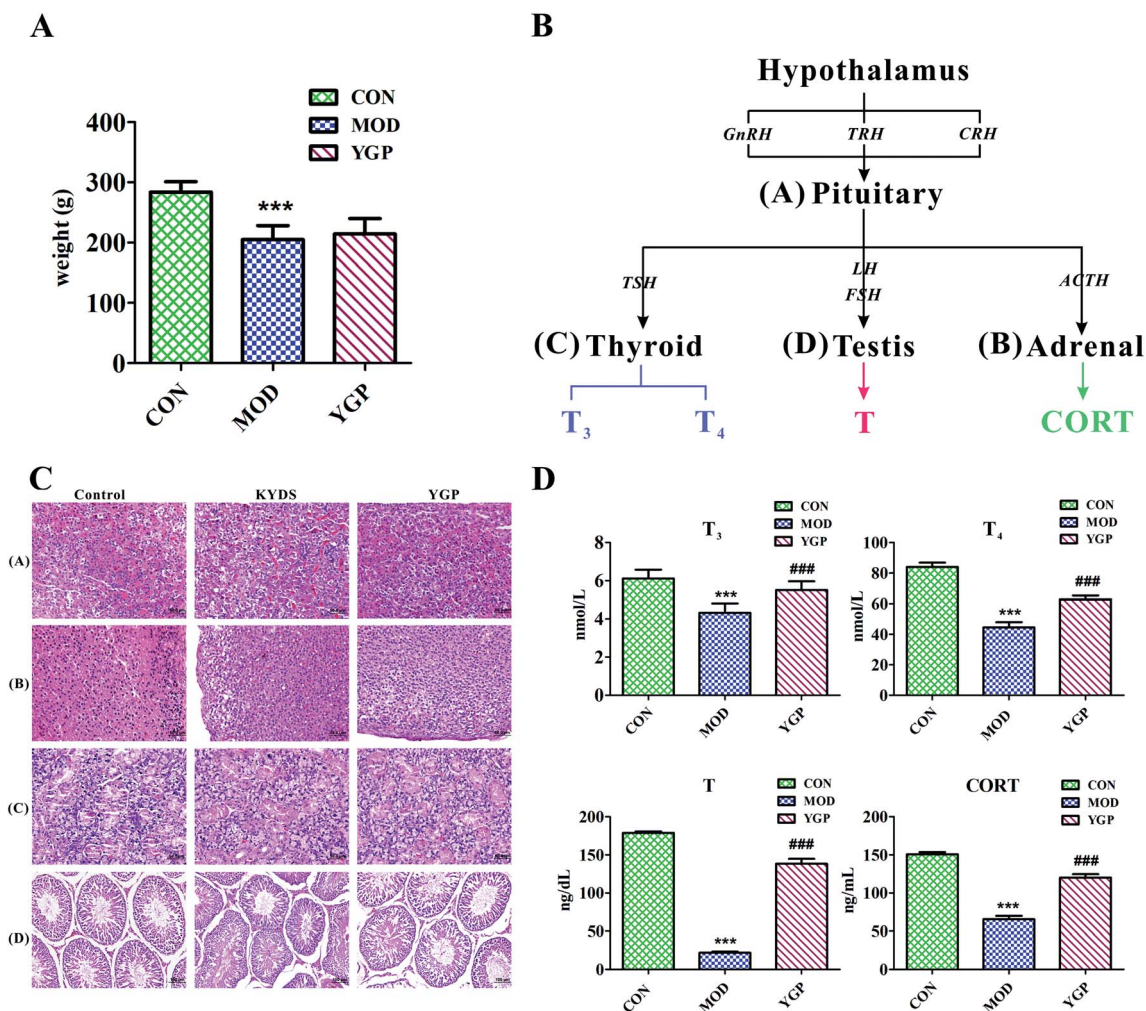 A
CON
MOD
YGP
400
300
200
100
0
weight (g)
***
CON
MOD
YGP
B
Hypothalamus
GnRH
TRH
CRH
(A) Pituitary
TSH
LH
FSH
ACTH
(C) Thyroid
(D) Testis
(B) Adrenal
T3
T4
T
CORT
C
Control
KYDS
YGP
(A)
(B)
(C)
(D)
D
T3
CON
MOD
YGP
8
6
4
2
0
nmol/L
***
###
CON
MOD
YGP
T4
CON
MOD
YGP
100
80
60
40
20
0
nmol/L
***
###
CON
MOD
YGP
T
CON
MOD
YGP
200
150
100
50
0
ng/dL
***
###
CON
MOD
YGP
CORT
CON
MOD
YGP
200
150
100
50
0
ng/mL
***
###
CON
MOD
YGP